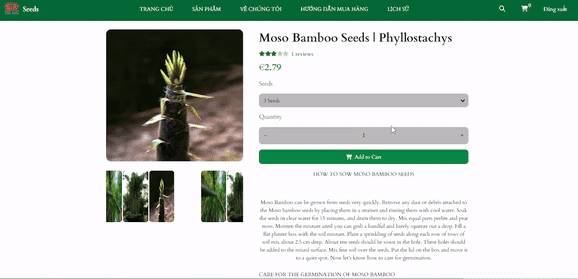 Seeds
TRANG CHỦ
SẢN PHẨM
VỀ CHÚNG TÔI
HƯỚNG DẪN MUA HÀNG
LỊCH SỬ
0
Đăng xuất
Moso Bamboo Seeds | Phyllostachys
1 reviews
€2.79
Seeds
5 Seeds
Quantity
− 1 +
Add to Cart
HOW TO SOW MOSO BAMBOO SEEDS
Moso Bamboo can be grown from seeds very quickly. Remove any dust or debris attached to
the Moso bamboo seeds by placing them in a strainer and rinsing them with cool water. Soak
the seeds in clean water for 15 minutes, and drain them to dry. Mix equal parts perlite and peat
moss. Moisten the mixture until you can grab a handful and barely squeeze out a drop. Fill a
flat planter box with the soil mixture. Plant a sprinkling of seeds along each row of rows of
soil mix about 2.5 cm deep. About ten seeds should be sown in the hole. These holes should
be added to the mixed surface. Mix fine soil over the seeds. Put the lid on the box and move it
to a quiet spot. Now let's know how to care for germination.
CARE FOR THE GERMINATION OF MOSO BAMBOO